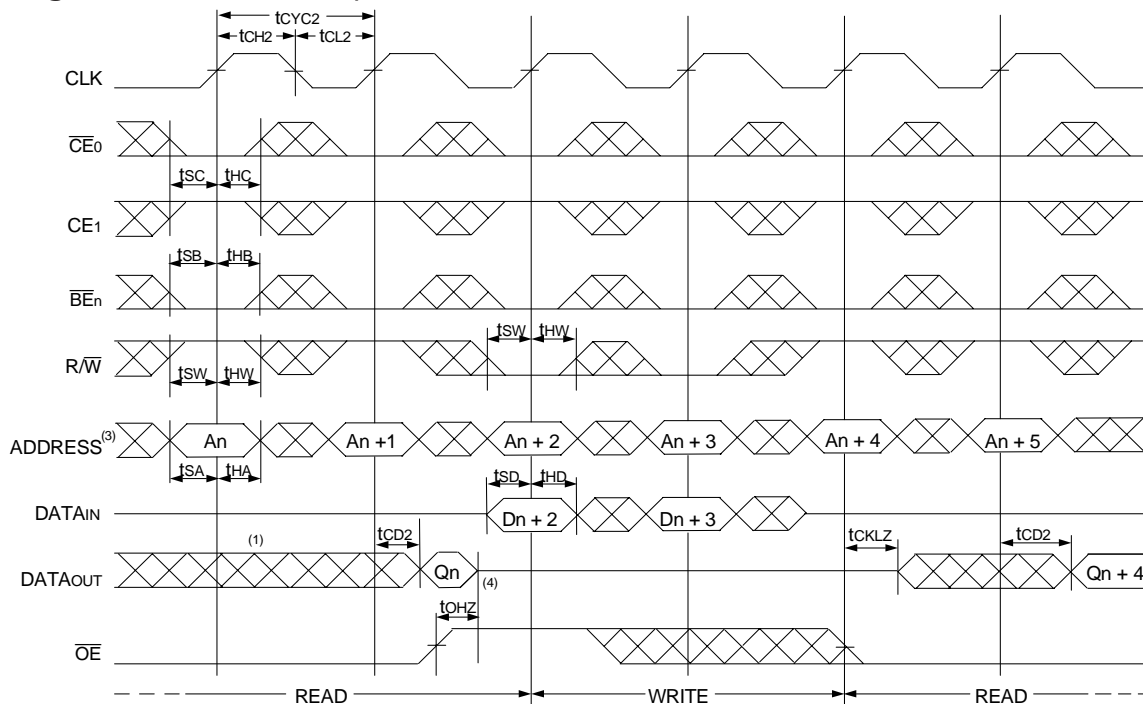 tCYC2
tCH2 tCL2
CLK
CE0
tSC tHC
CE1
tSB tHB
BEn
tSW tHW
R/W
tSW tHW
ADDRESS(3) An An +1 An + 2 An + 3 An + 4 An + 5
tSA tHA
tSD tHD
DATAIN Dn + 2 Dn + 3
(1) tCD2 tCKLZ tCD2
DATAOUT Qn (4) Qn + 4
tOHZ
OE
READ WRITE READ